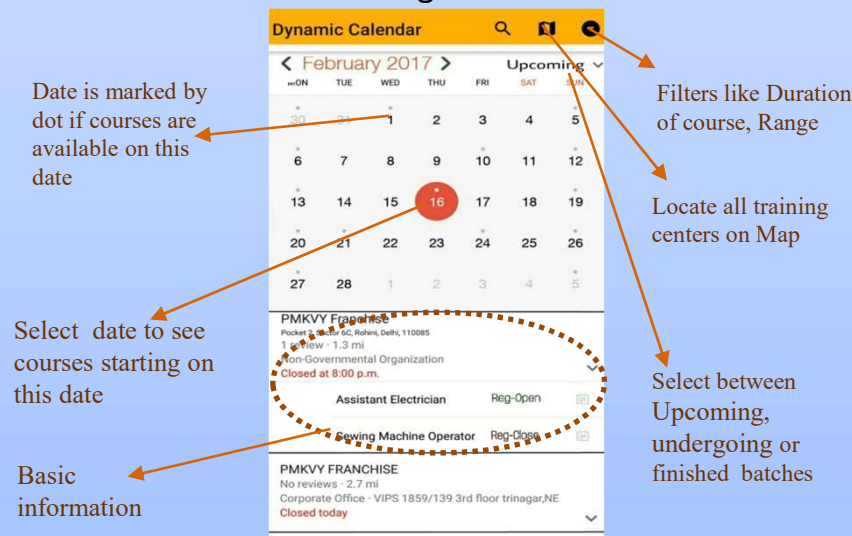 Dynamic Calendar
February 2017
Upcoming
MON TUE WED THU FRI SAT SUN
30 31 1 2 3 4 5
6 7 8 9 10 11 12
13 14 15 16 17 18 19
20 21 22 23 24 25 26
27 28 1 2 3 4 5
PMKVY Franchise
Pocket 2, Sector 6C, Rohini, Delhi, 110085
1 review · 1.3 mi
Non-Governmental Organization
Closed at 8:00 p.m.
Assistant Electrician Reg-Open
Sewing Machine Operator Reg-Close
PMKVY FRANCHISE
No reviews · 2.7 mi
Corporate Office · VIPS 1859/139 3rd floor trinagar,NE
Closed today
Date is marked by
dot if courses are
available on this
date
Select date to see
courses starting on
this date
Basic
information
Filters like Duration
of course, Range
Locate all training
centers on Map
Select between
Upcoming,
undergoing or
finished batches